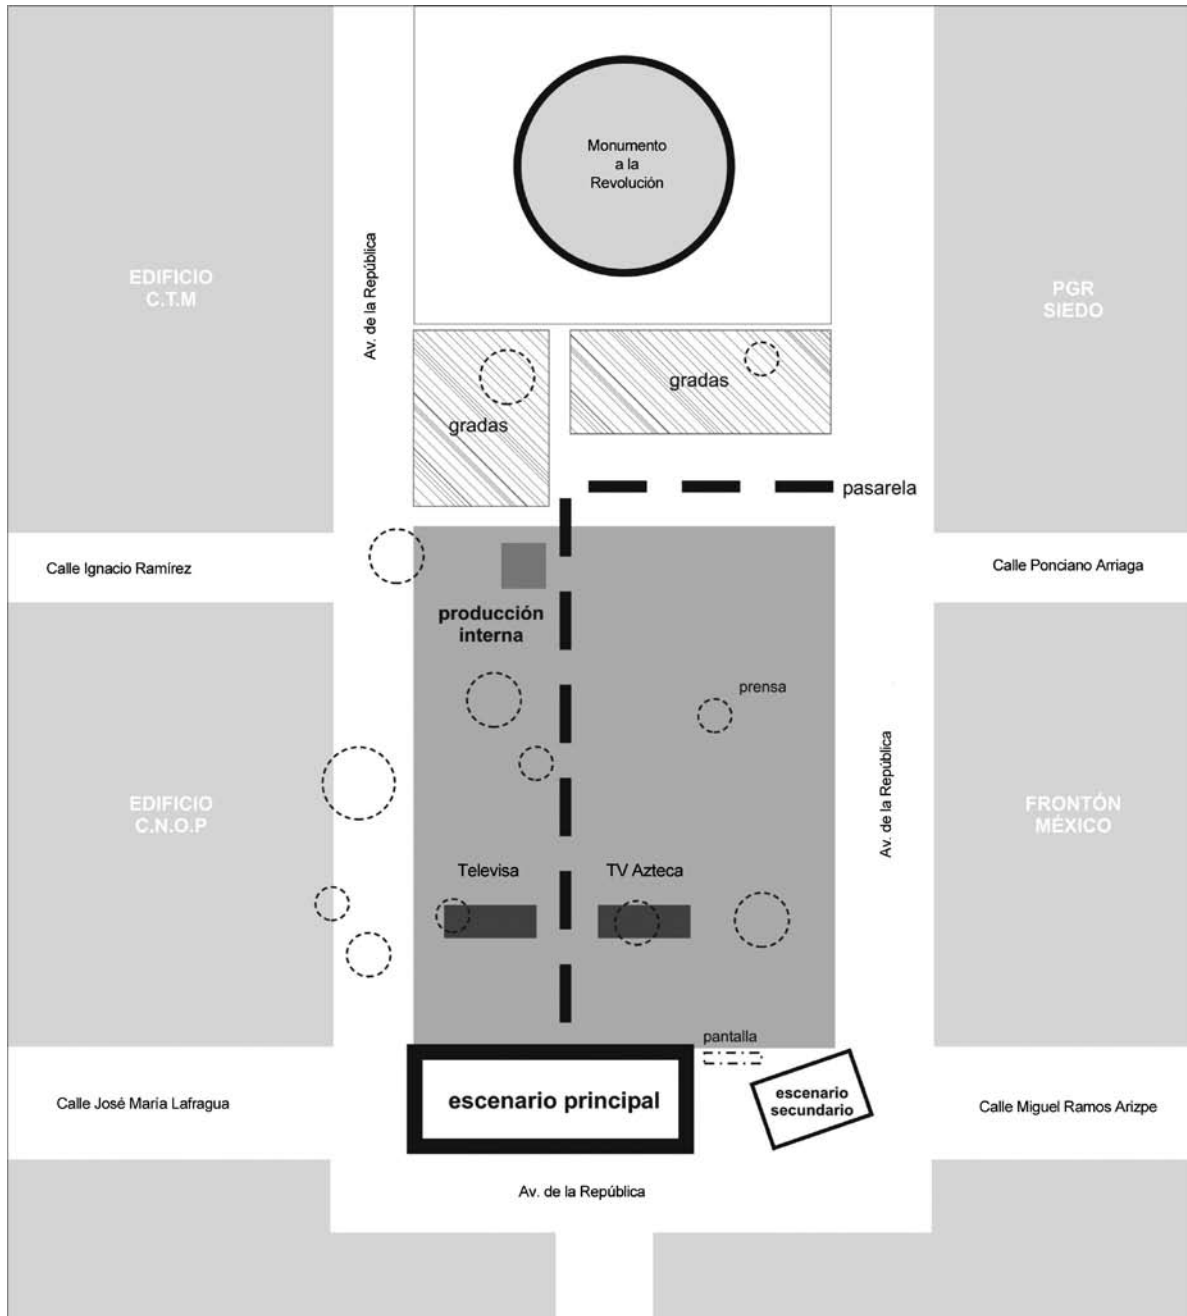 Monumento
a la
Revolución
Av. de la República
EDIFICIO
C.T.M
PGR
SIEDO
gradas
gradas
pasarela
Calle Ignacio Ramírez
Calle Ponciano Arriaga
producción
interna
prensa
Av. de la República
EDIFICIO
C.N.O.P
FRONTÓN
MÉXICO
Televisa
TV Azteca
pantalla
escenario principal
escenario
secundario
Calle José María Lafragua
Calle Miguel Ramos Arizpe
Av. de la República